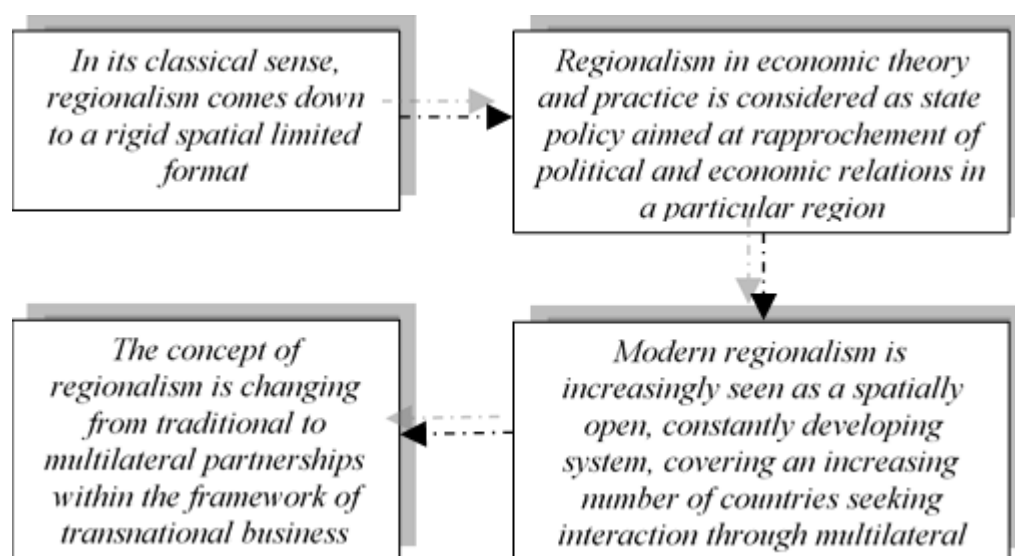 In its classical sense,
regionalism comes down
to a rigid spatial limited
format
Regionalism in economic theory
and practice is considered as state
policy aimed at rapprochement of
political and economic relations in
a particular region
Modern regionalism is
increasingly seen as a spatially
open, constantly developing
system, covering an increasing
number of countries seeking
interaction through multilateral
The concept of
regionalism is changing
from traditional to
multilateral partnerships
within the framework of
transnational business